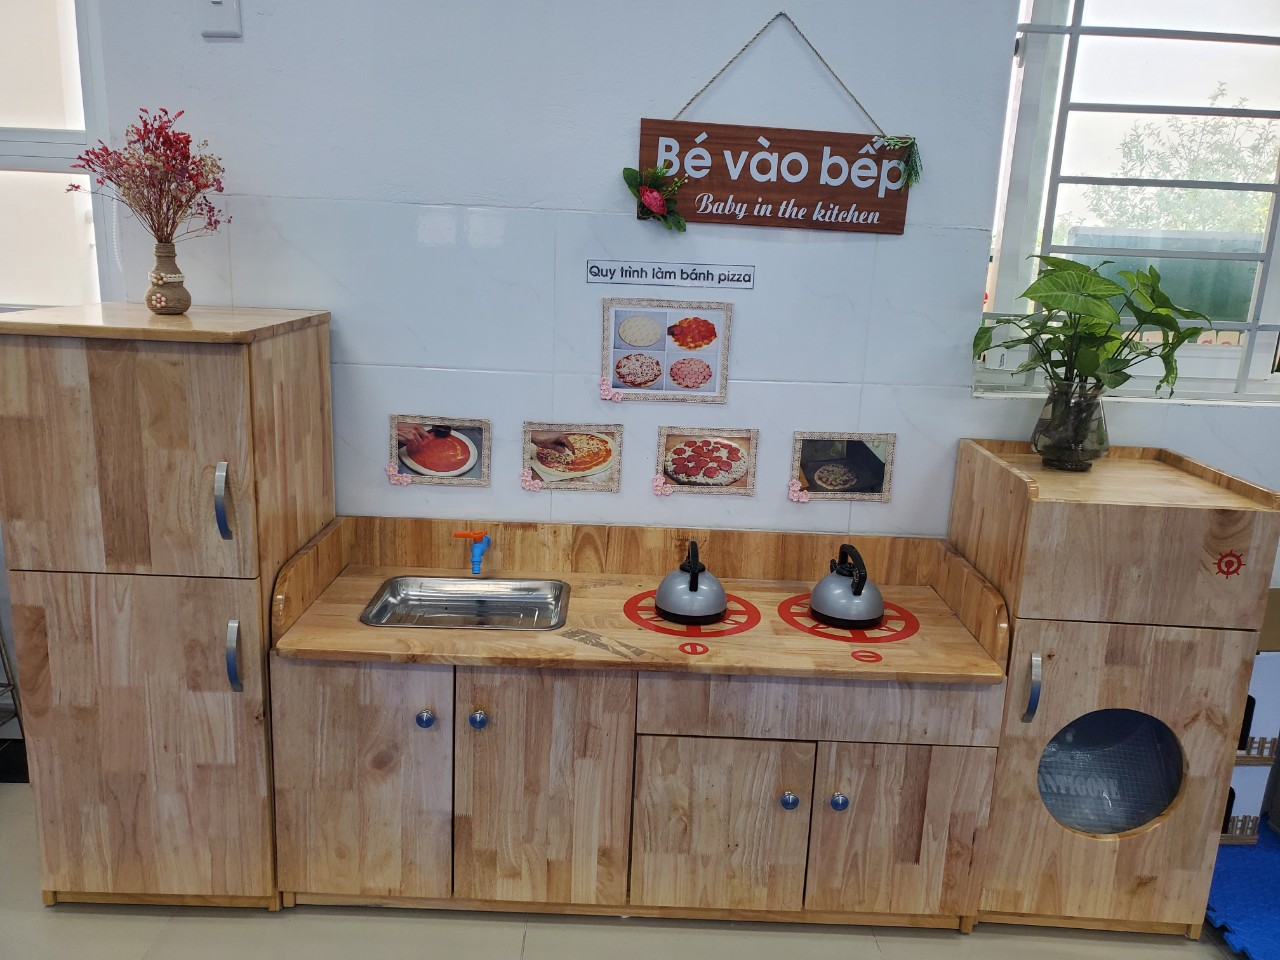 Bé vào bếp
Baby in the kitchen
Quy trình làm bánh pizza